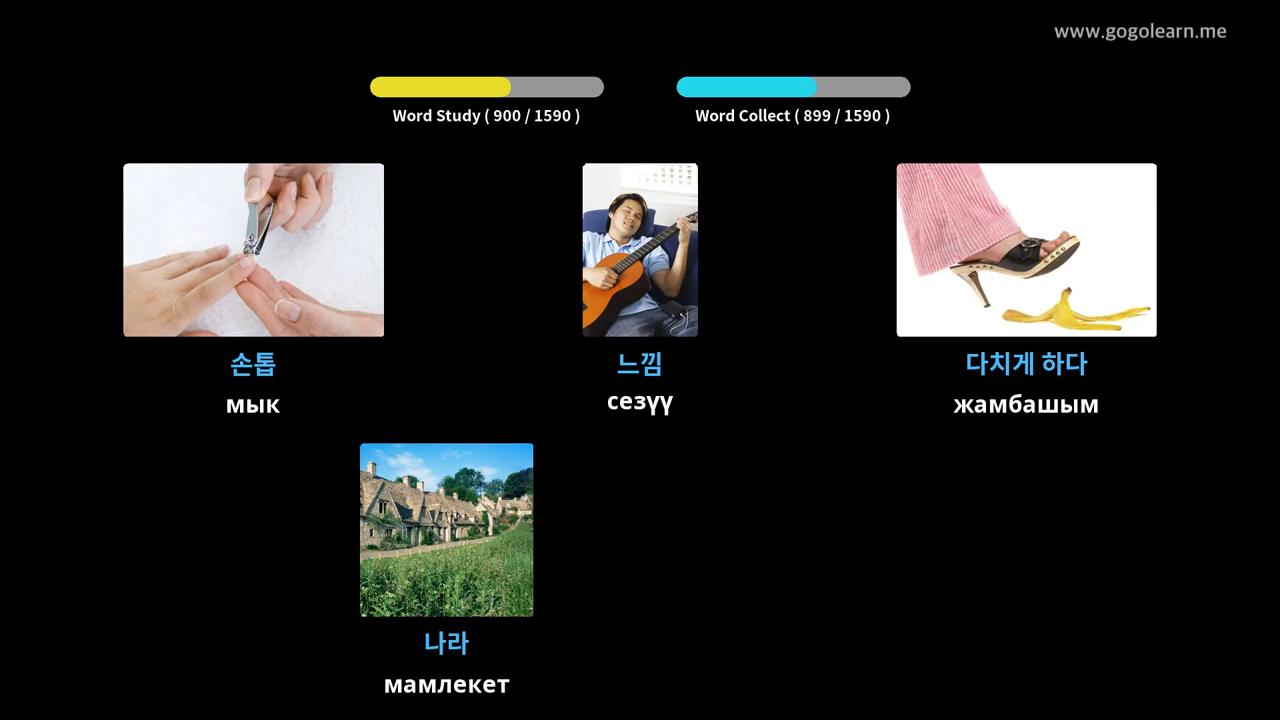 www.gogolearn.me
Word Study ( 900 / 1590 )
Word Collect ( 899 / 1590 )
손톱
느낌
다치게 하다
мык
сезүү
жамбашым
나라
мамлекет